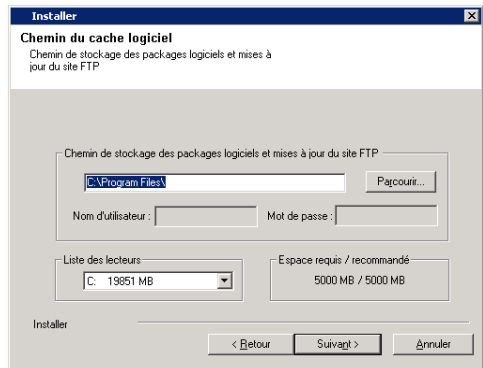 Installer
Chemin du cache logiciel
Chemin de stockage des packages logiciels et mises à
jour du site FTP
Chemin de stockage des packages logiciels et mises à jour du site FTP
C:\Program Files\
Parcourir...
Nom d'utilisateur :
Mot de passe :
Liste des lecteurs
C: 19851 MB
Espace requis / recommandé
5000 MB / 5000 MB
Installer
< Retour
Suivant >
Annuler